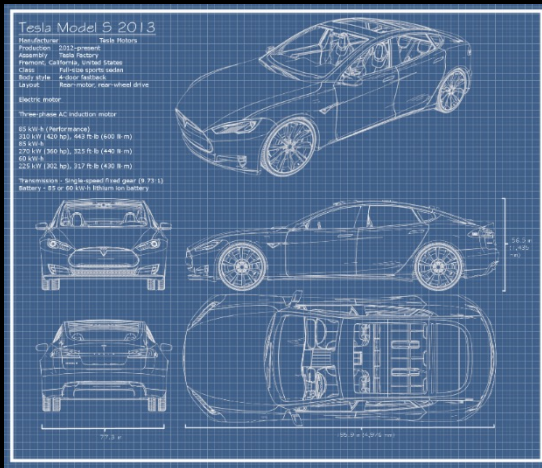 Tesla Model S 2013
Manufacturer Tesla Motors
Production 2012-present
Assembly Tesla Factory
Fremont, California, United States
Class Full-size sports sedan
Body style 4-door fastback
Layout Rear-motor, rear-wheel drive
Electric motor
Three-phase AC induction motor
85 kW·h (Performance)
310 kW (420 hp), 443 ft·lb (600 N·m)
85 kW·h
270 kW (360 hp), 325 ft·lb (440 N·m)
60 kW·h
225 kW (302 hp), 317 ft·lb (430 N·m)
Transmission - Single-speed fixed gear (9.73:1)
Battery - 85 or 60 kW·h lithium ion battery